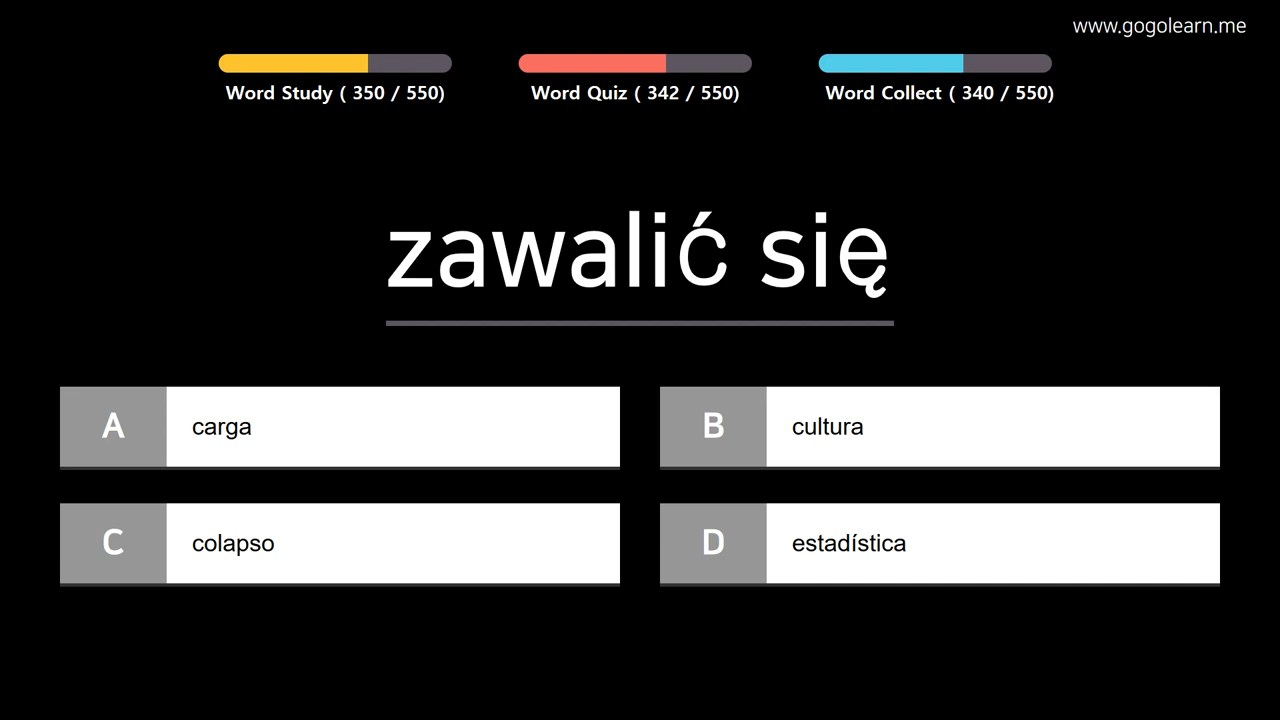 www.gogolearn.me
Word Study ( 350 / 550)
Word Quiz ( 342 / 550)
Word Collect ( 340 / 550)
zawalić się
A carga
B cultura
C colapso
D estadística